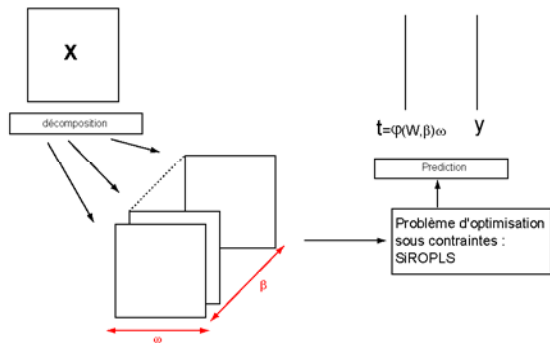 X
décomposition
t=φ(W,β)ω
y
Prediction
Problème d'optimisation
sous contraintes :
SiROPLS
β
ω